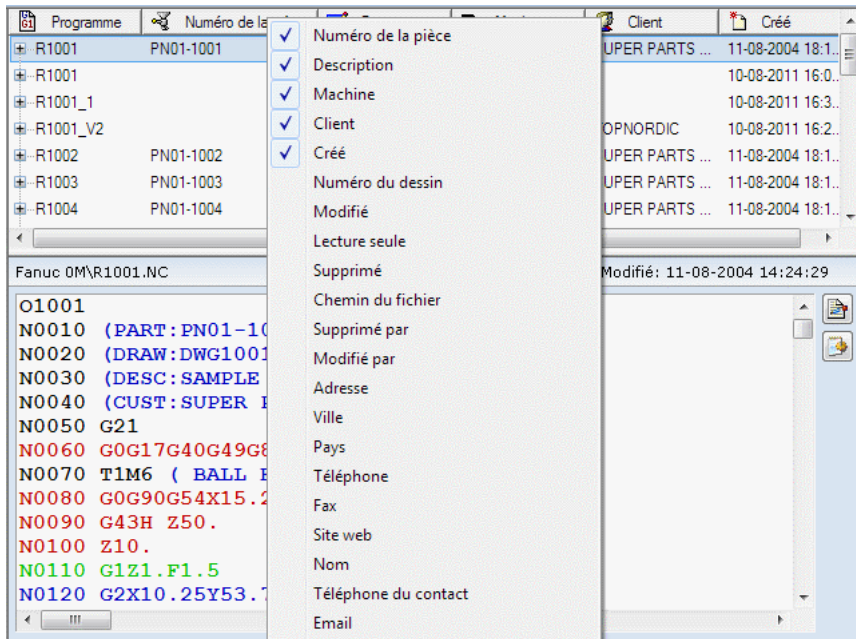 Programme Numéro de la Client Créé
R1001 PN01-1001 UPER PARTS ... 11-08-2004 18:1..
R1001 10-08-2011 16:0..
R1001_1 10-08-2011 16:3..
R1001_V2 OPNORDIC 10-08-2011 16:2..
R1002 PN01-1002 UPER PARTS ... 11-08-2004 18:1..
R1003 PN01-1003 UPER PARTS ... 11-08-2004 18:1..
R1004 PN01-1004 UPER PARTS ... 11-08-2004 18:1..
Numéro de la pièce
Description
Machine
Client
Créé
Numéro du dessin
Modifié
Lecture seule
Supprimé
Chemin du fichier
Supprimé par
Modifié par
Adresse
Ville
Pays
Téléphone
Fax
Site web
Nom
Téléphone du contact
Email
Fanuc 0M\R1001.NC Modifié: 11-08-2004 14:24:29
O1001
N0010 (PART:PN01-10
N0020 (DRAW:DWG1001
N0030 (DESC:SAMPLE
N0040 (CUST:SUPER
N0050 G21
N0060 G0G17G40G49G8
N0070 T1M6 ( BALL
N0080 G0G90G54X15.2
N0090 G43H Z50.
N0100 Z10.
N0110 G1Z1.F1.5
N0120 G2X10.25Y53.7